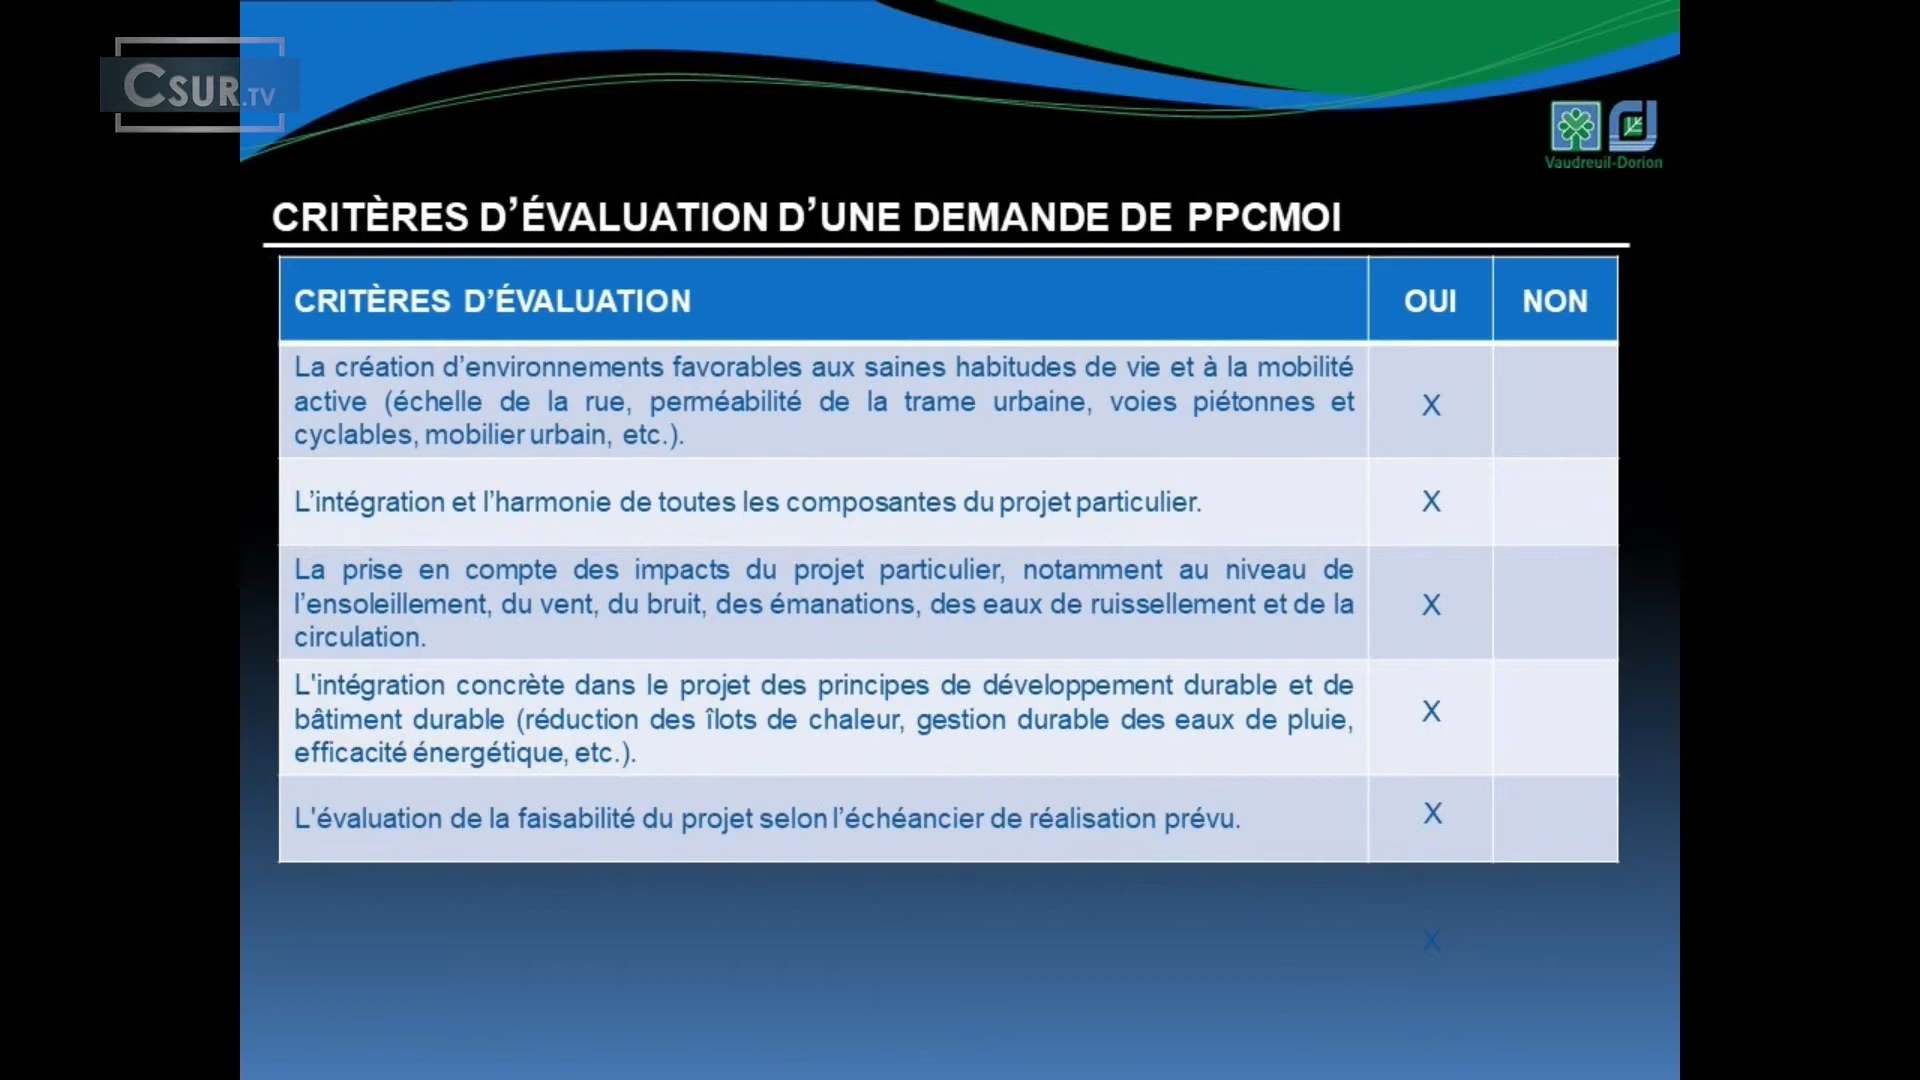 CSUR.TV
Vaudreuil-Dorion
CRITÈRES D’ÉVALUATION D’UNE DEMANDE DE PPCMOI
CRITÈRES D’ÉVALUATION OUI NON
La création d’environnements favorables aux saines habitudes de vie et à la mobilité
active (échelle de la rue, perméabilité de la trame urbaine, voies piétonnes et
cyclables, mobilier urbain, etc.).
X
L’intégration et l’harmonie de toutes les composantes du projet particulier. X
La prise en compte des impacts du projet particulier, notamment au niveau de
l’ensoleillement, du vent, du bruit, des émanations, des eaux de ruissellement et de la
circulation.
X
L'intégration concrète dans le projet des principes de développement durable et de
bâtiment durable (réduction des îlots de chaleur, gestion durable des eaux de pluie,
efficacité énergétique, etc.).
X
L'évaluation de la faisabilité du projet selon l’échéancier de réalisation prévu. X
X